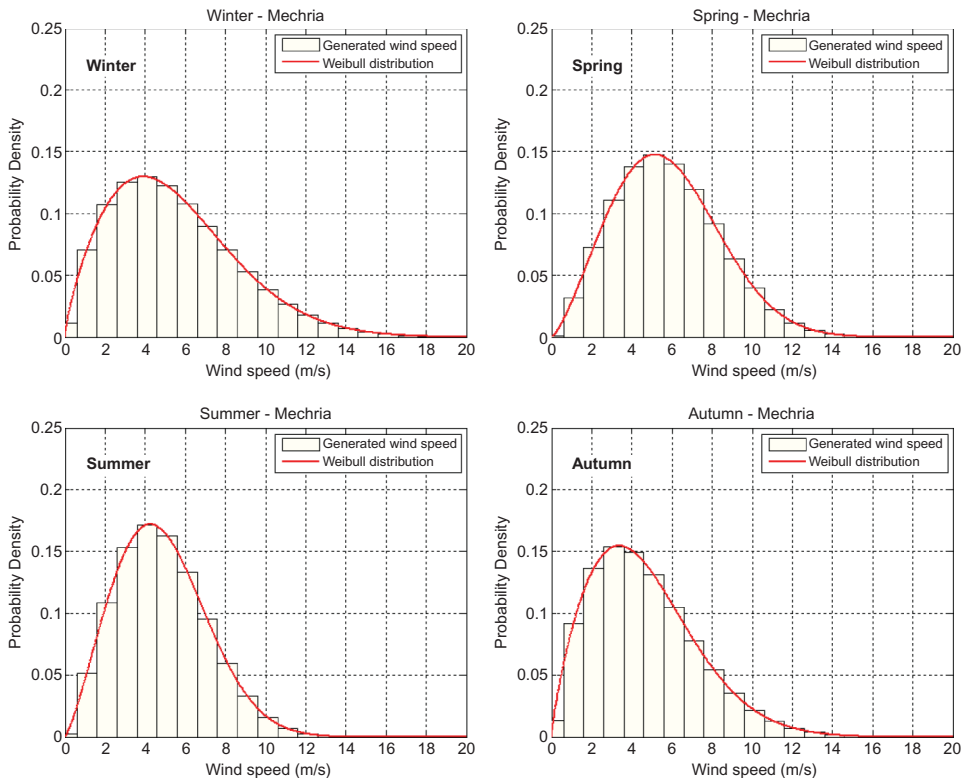 Winter - Mechria
0.25
0.2
0.15
0.1
0.05
0
Probability Density
Winter
Generated wind speed
Weibull distribution
0 2 4 6 8 10 12 14 16 18 20
Wind speed (m/s)
Spring - Mechria
0.25
0.2
0.15
0.1
0.05
0
Probability Density
Spring
Generated wind speed
Weibull distribution
0 2 4 6 8 10 12 14 16 18 20
Wind speed (m/s)
Summer - Mechria
0.25
0.2
0.15
0.1
0.05
0
Probability Density
Summer
Generated wind speed
Weibull distribution
0 2 4 6 8 10 12 14 16 18 20
Wind speed (m/s)
Autumn - Mechria
0.25
0.2
0.15
0.1
0.05
0
Probability Density
Autumn
Generated wind speed
Weibull distribution
0 2 4 6 8 10 12 14 16 18 20
Wind speed (m/s)